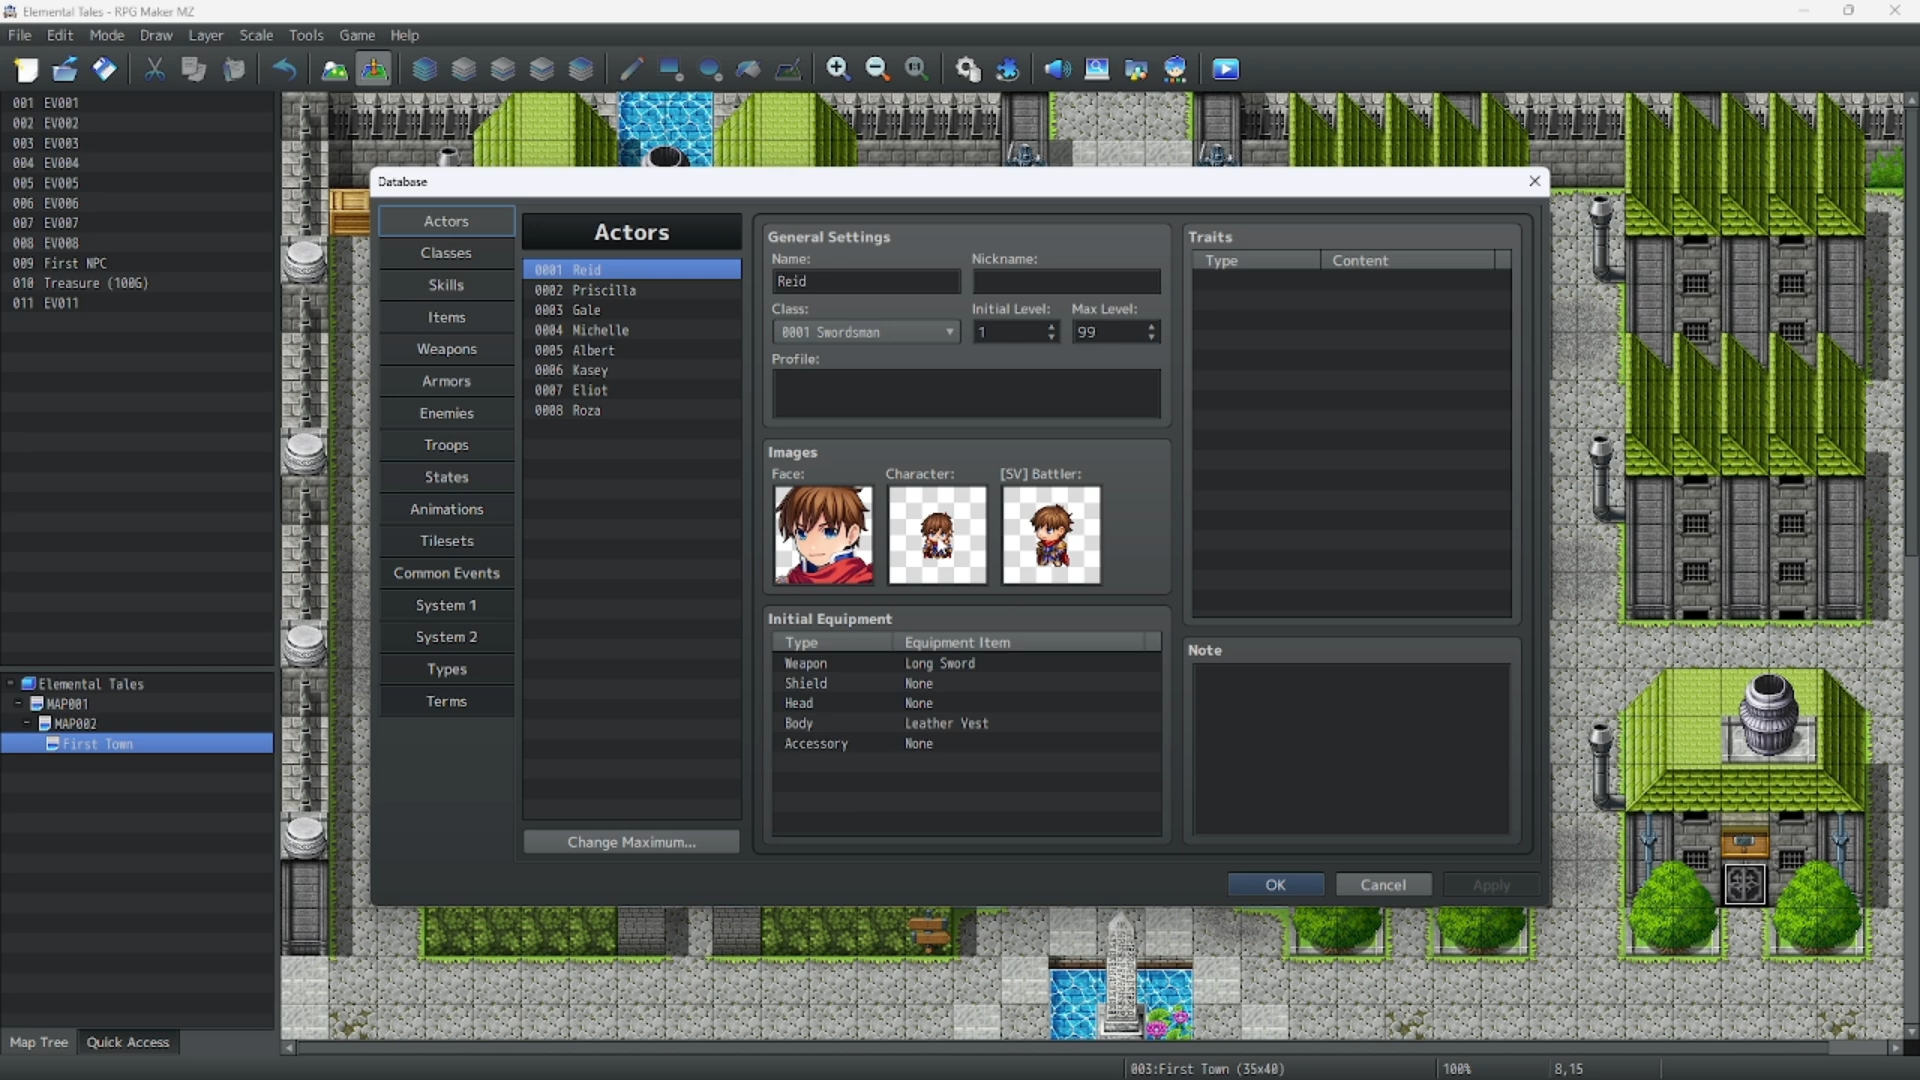 Elemental Tales - RPG Maker MZ
File Edit Mode Draw Layer Scale Tools Game Help
001 EV001
002 EV002
003 EV003
004 EV004
005 EV005
006 EV006
007 EV007
008 EV008
009 First NPC
010 Treasure (100G)
011 EV011
Elemental Tales
MAP001
MAP002
First Town
Map Tree Quick Access
Database
Actors
Classes
Skills
Items
Weapons
Armors
Enemies
Troops
States
Animations
Tilesets
Common Events
System 1
System 2
Types
Terms
Actors
0001 Reid
0002 Priscilla
0003 Gale
0004 Michelle
0005 Albert
0006 Kasey
0007 Eliot
0008 Roza
Change Maximum...
General Settings
Name: Nickname:
Reid
Class: Initial Level: Max Level:
0001 Swordsman 1 99
Profile:
Images
Face: Character: [SV] Battler:
Initial Equipment
Type Equipment Item
Weapon Long Sword
Shield None
Head None
Body Leather Vest
Accessory None
Traits
Type Content
Note
OK Cancel Apply
003:First Town (35x40) 100% 8,15